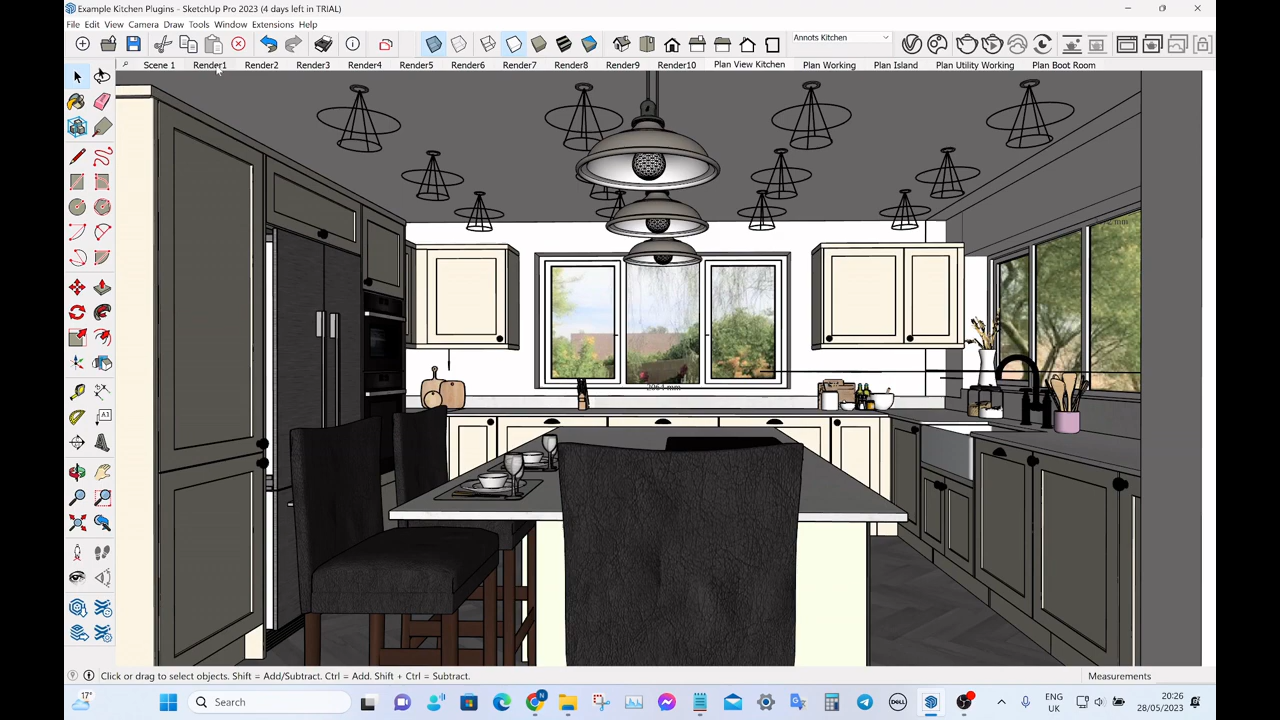 Example Kitchen Plugins - SketchUp Pro 2023 (4 days left in TRIAL)
File Edit View Camera Draw Tools Window Extensions Help
Annots Kitchen
Scene 1 Render1 Render2 Render3 Render4 Render5 Render6 Render7 Render8 Render9 Render10 Plan View Kitchen Plan Working Plan Island Plan Utility Working Plan Boot Room
A1
Click or drag to select objects. Shift = Add/Subtract. Ctrl = Add. Shift + Ctrl = Subtract.
Measurements
17°
Search
DELL
ENG
UK
20:26
28/05/2023